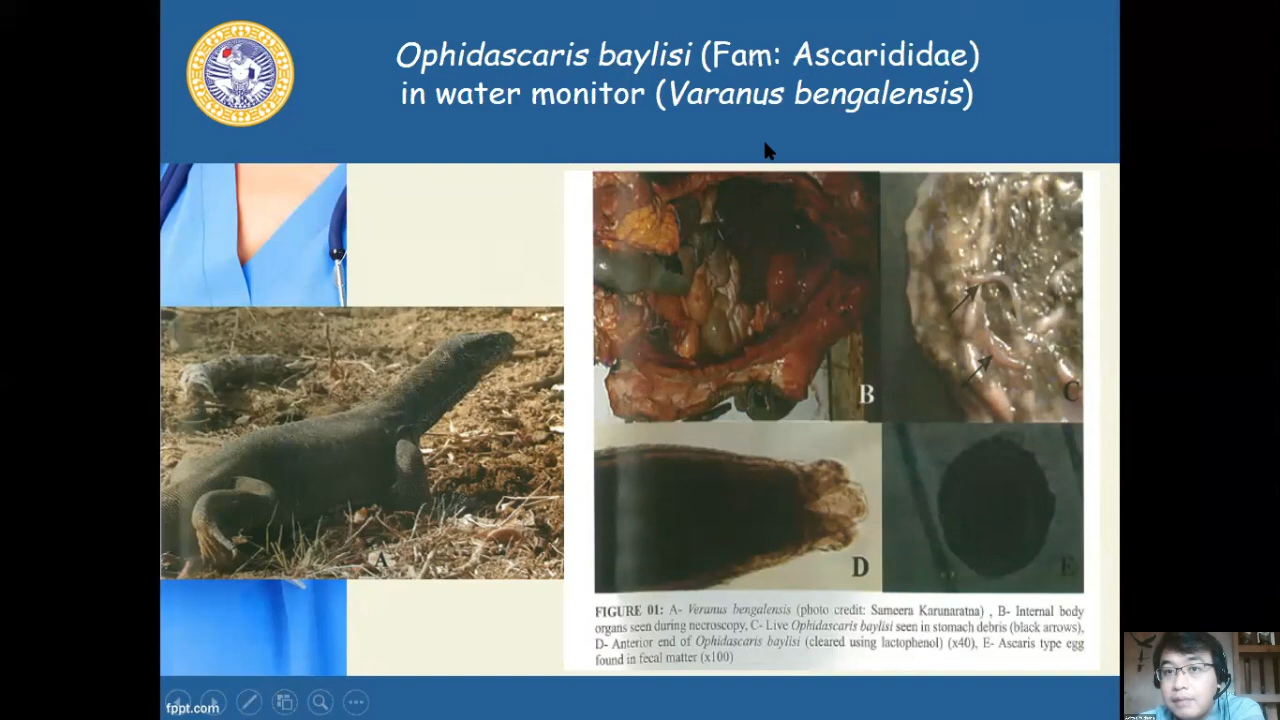 Ophidascaris baylisi (Fam: Ascarididae)
in water monitor (Varanus bengalensis)
B
C
A
D
E
FIGURE 01: A- Veranus bengalensis (photo credit: Sameera Karunaratna) , B- Internal body
organs seen during necroscopy, C- Live Ophidascaris baylisi seen in stomach debris (black arrows),
D- Anterior end of Ophidascaris baylisi (cleared using lactophenol) (x40), E- Ascaris type egg
found in fecal matter (x100)
fppt.com